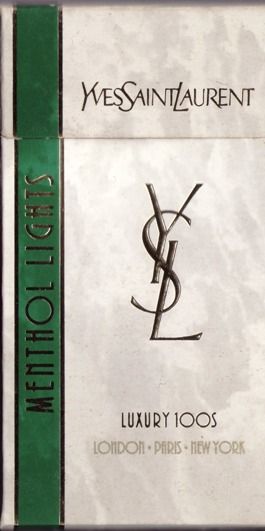 YVESSAINTLAURENT
MENTHOL LIGHTS
YSL
LUXURY 100S
LONDON • PARIS • NEW YORK